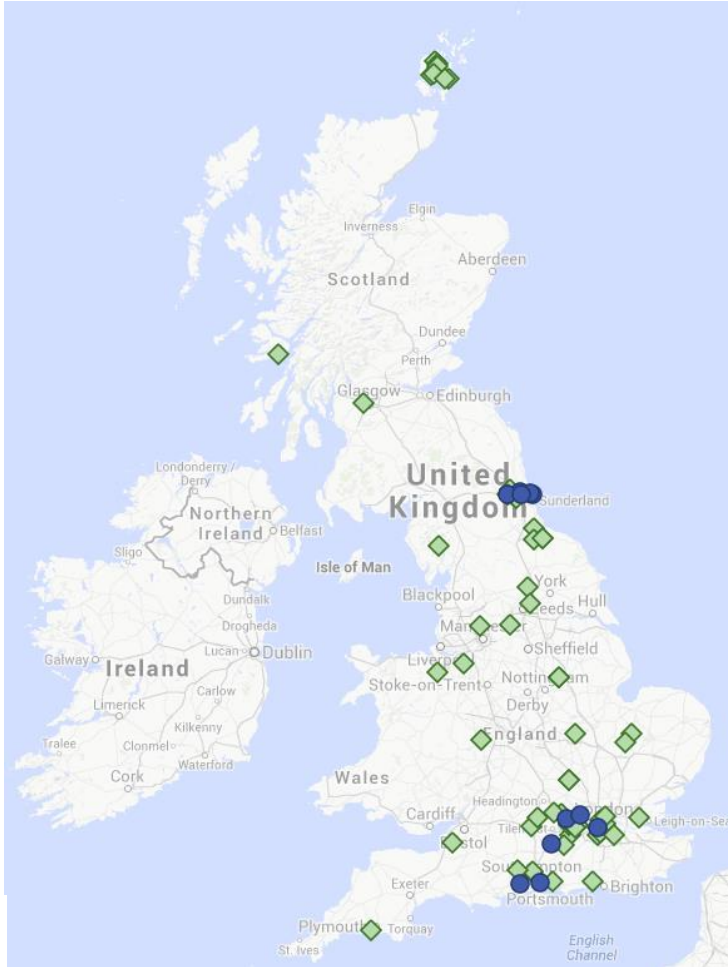 Elgin
Inverness
Aberdeen
Scotland
Dundee
Perth
Glasgow
Edinburgh
United
Kingdom
Londonderry /
Derry
Northern
Ireland
Belfast
Sunderland
Sligo
Isle of Man
Dundalk
Drogheda
Blackpool
York
Leeds
Hull
Galway
Lucan
Dublin
Ireland
Manchester
Sheffield
Limerick
Carlow
Stoke-on-Trent
Nottingham
Derby
Kilkenny
Tralee
Clonmel
Waterford
England
Cork
Wales
Headington
London
Cardiff
Leigh-on-Sea
Bristol
Exeter
Portsmouth
Brighton
Plymouth
Torquay
St. Ives
English
Channel